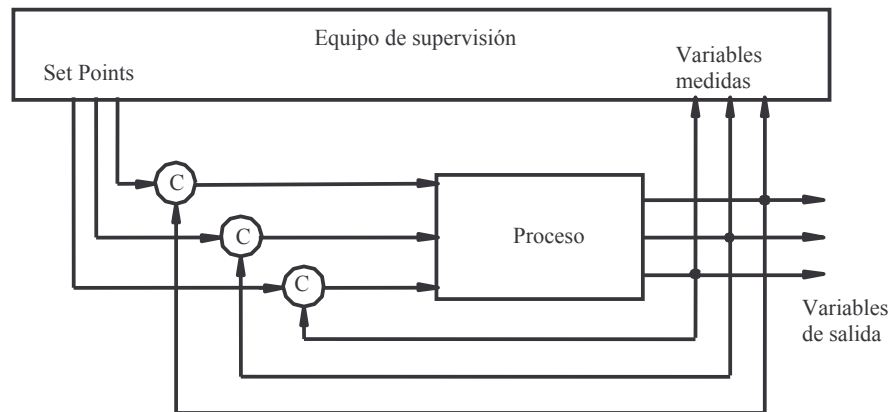 Equipo de supervisión
Set Points
Variables
medidas
C
C
C
Proceso
Variables
de salida